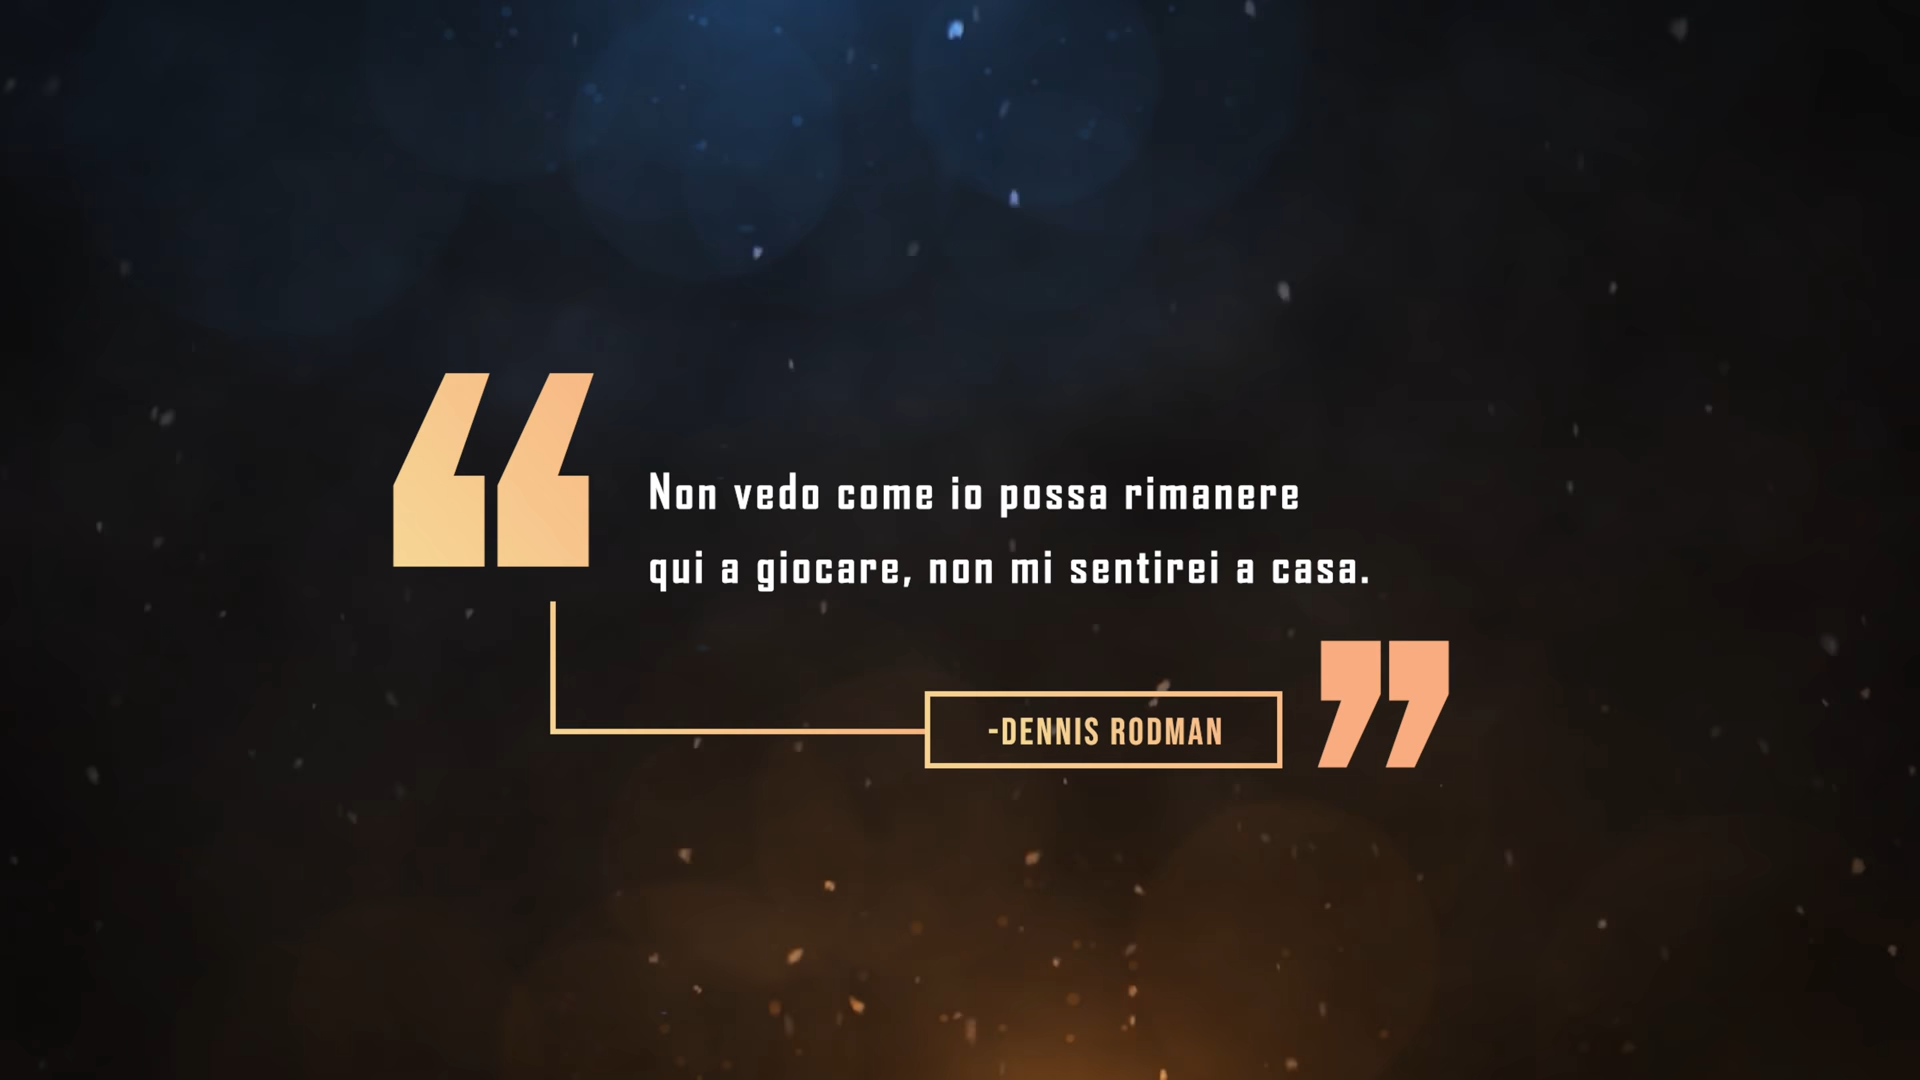 “
Non vedo come io possa rimanere
qui a giocare, non mi sentirei a casa.
”
-DENNIS RODMAN